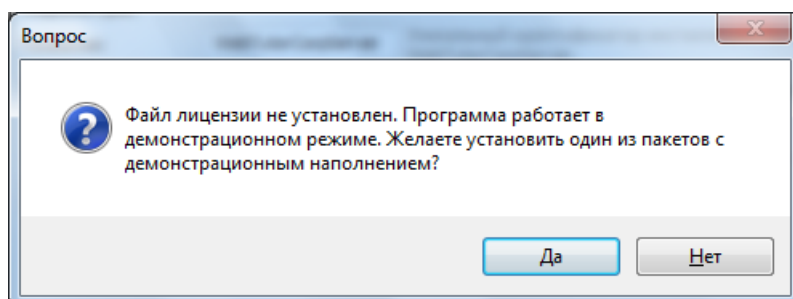 Вопрос
Файл лицензии не установлен. Программа работает в
демонстрационном режиме. Желаете установить один из пакетов с
демонстрационным наполнением?
Да
Нет